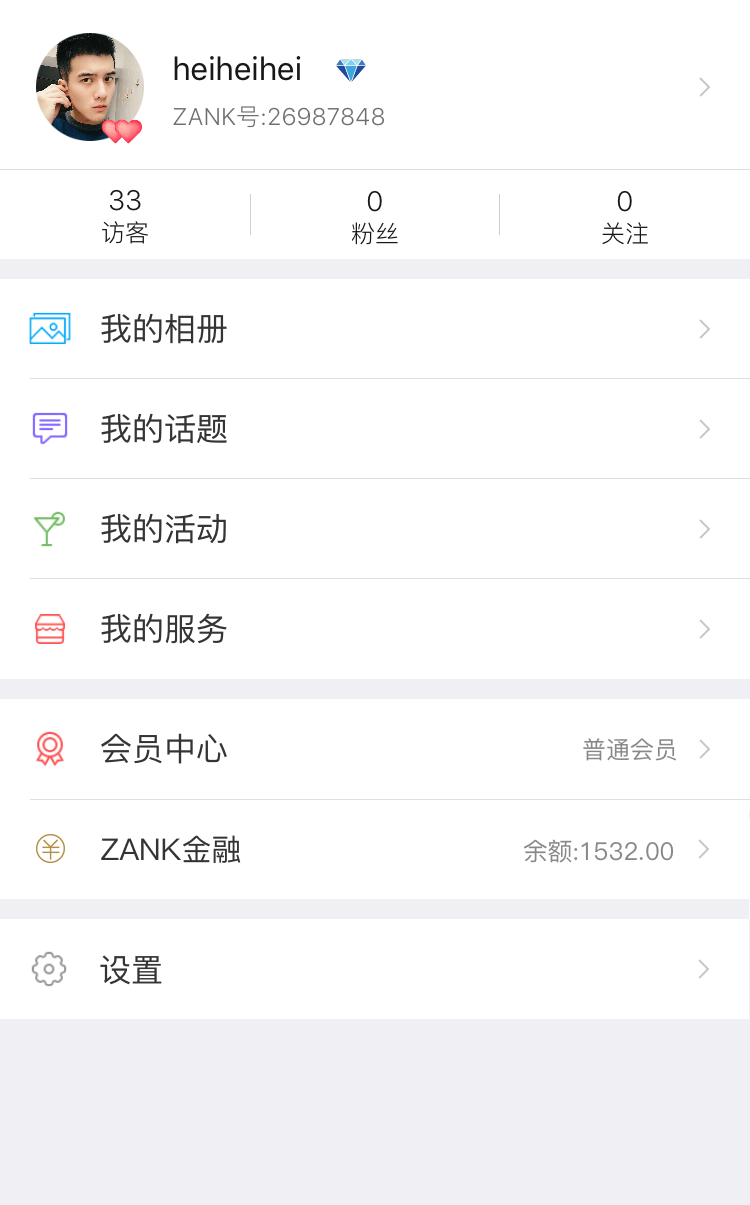 heiheihei
ZANK号:26987848
33 0 0
访客 粉丝 关注
我的相册
我的话题
我的活动
我的服务
会员中心 普通会员
ZANK金融 余额:1532.00
设置